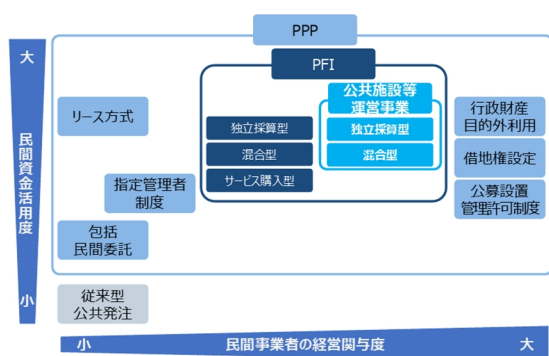 PPP
大
PFI
公共施設等
運営事業
リース方式
行政財産
目的外利用
独立採算型
独立採算型
混合型
混合型
借地権設定
サービス購入型
指定管理者
制度
公募設置
管理許可制度
民間資金活用度
包括
民間委託
小
従来型
公共発注
小
民間事業者の経営関与度
大